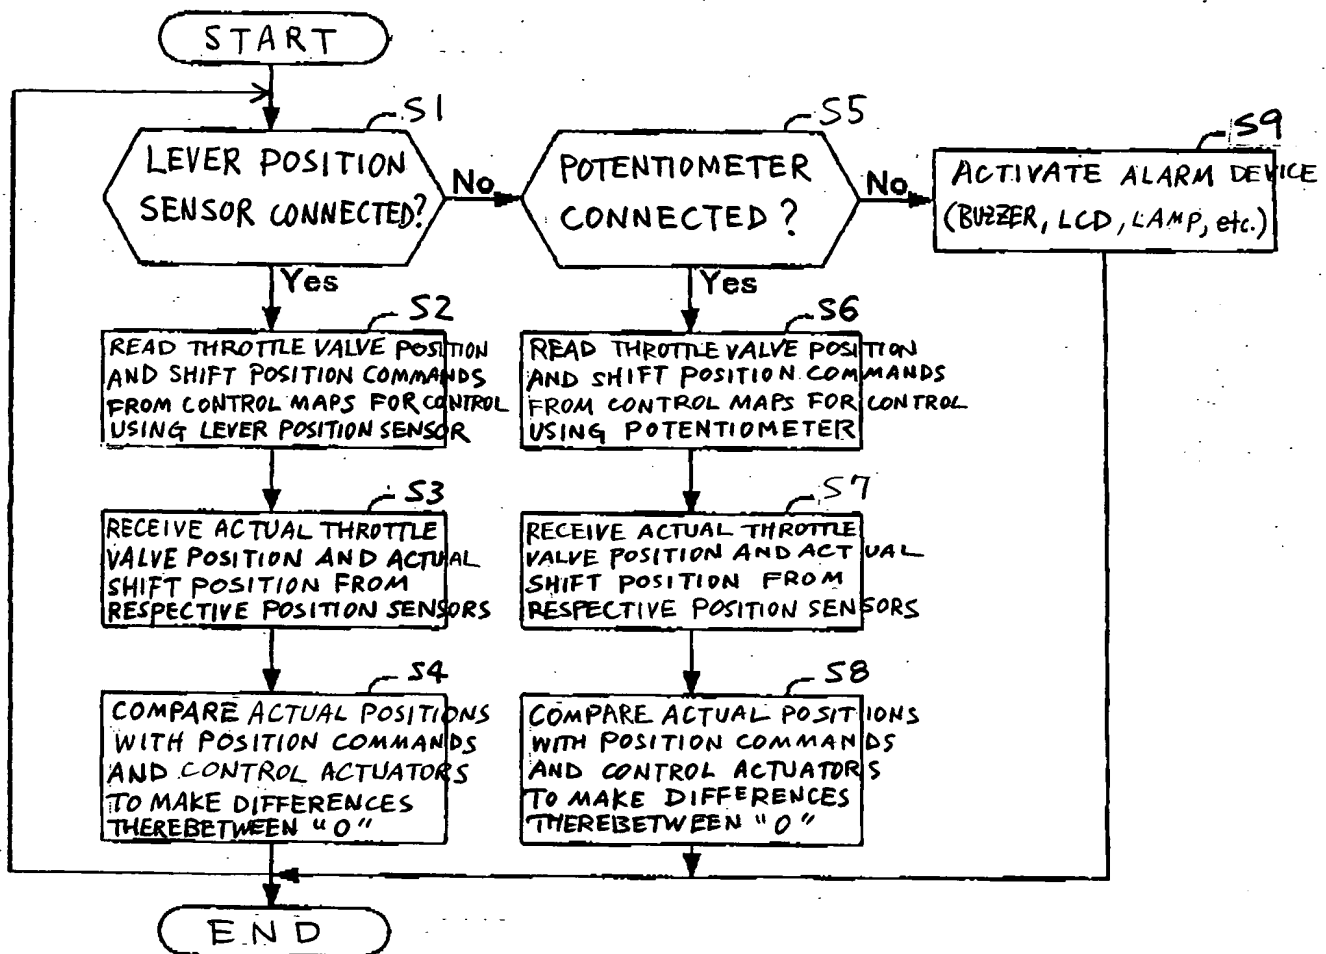 START
S1
LEVER POSITION
SENSOR CONNECTED?
No
Yes
S2
READ THROTTLE VALVE POSITION
AND SHIFT POSITION COMMANDS
FROM CONTROL MAPS FOR CONTROL
USING LEVER POSITION SENSOR
S3
RECEIVE ACTUAL THROTTLE
VALVE POSITION AND ACTUAL
SHIFT POSITION FROM
RESPECTIVE POSITION SENSORS
S4
COMPARE ACTUAL POSITIONS
WITH POSITION COMMANDS
AND CONTROL ACTUATORS
TO MAKE DIFFERENCES
THEREBETWEEN "0"
S5
POTENTIOMETER
CONNECTED?
No
Yes
S6
READ THROTTLE VALVE POSITION
AND SHIFT POSITION COMMANDS
FROM CONTROL MAPS FOR CONTROL
USING POTENTIOMETER
S7
RECEIVE ACTUAL THROTTLE
VALVE POSITION AND ACTUAL
SHIFT POSITION FROM
RESPECTIVE POSITION SENSORS
S8
COMPARE ACTUAL POSITIONS
WITH POSITION COMMANDS
AND CONTROL ACTUATORS
TO MAKE DIFFERENCES
THEREBETWEEN "0"
S9
ACTIVATE ALARM DEVICE
(BUZZER, LCD, LAMP, etc.)
END